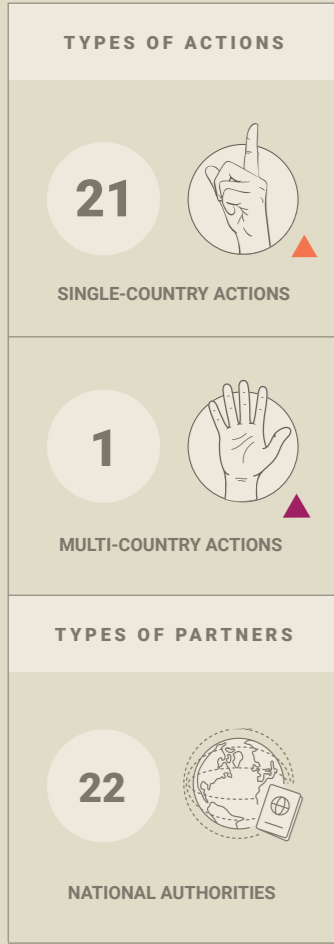 TYPES OF ACTIONS
21
SINGLE-COUNTRY ACTIONS
1
MULTI-COUNTRY ACTIONS
TYPES OF PARTNERS
22
NATIONAL AUTHORITIES